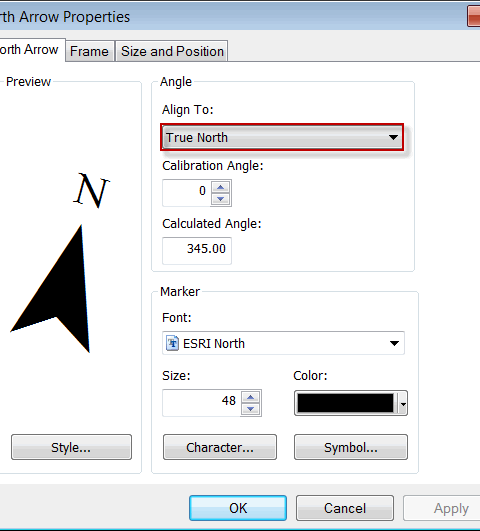 rth Arrow Properties
orth Arrow Frame Size and Position
Preview
N
Angle
Align To:
True North
Calibration Angle:
0
Calculated Angle:
345.00
Marker
Font:
ESRI North
Size: Color:
48
Style... Character... Symbol...
OK Cancel Apply